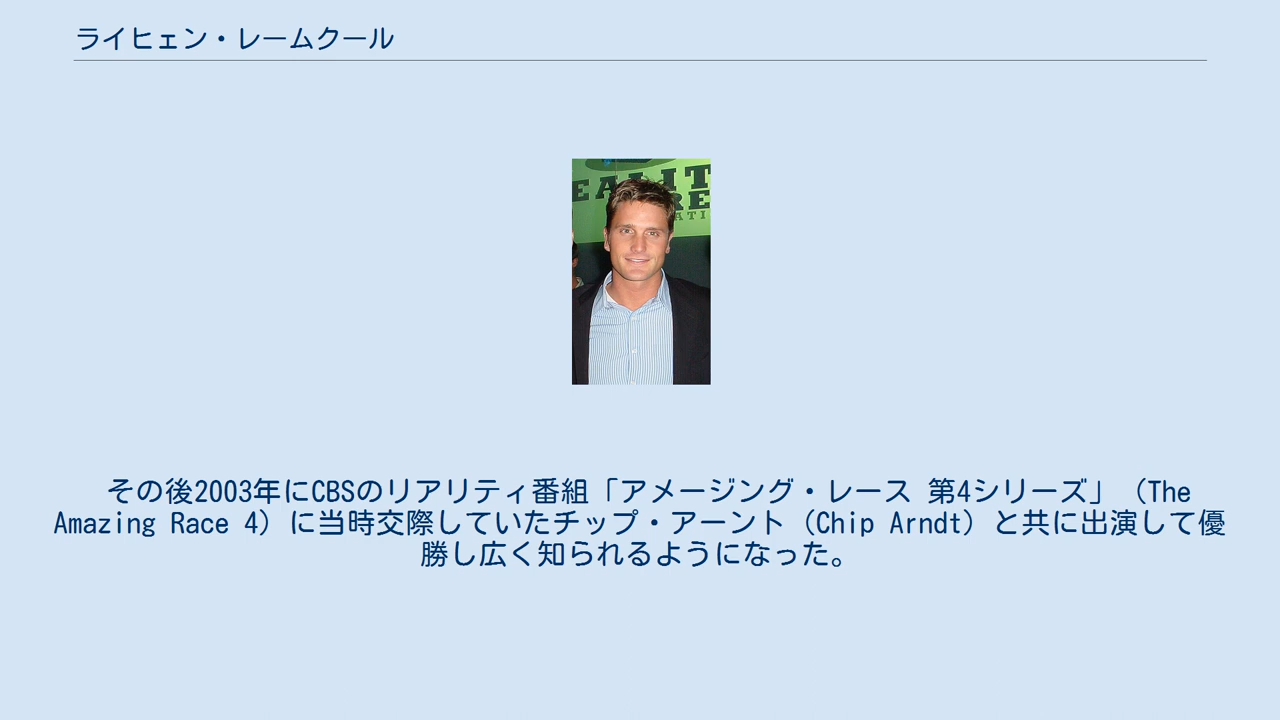 ライヒェン・レームクール
EALIT
RE
ATI
その後2003年にCBSのリアリティ番組「アメージング・レース 第4シリーズ」（The
Amazing Race 4）に当時交際していたチップ・アーント（Chip Arndt）と共に出演して優
勝し広く知られるようになった。